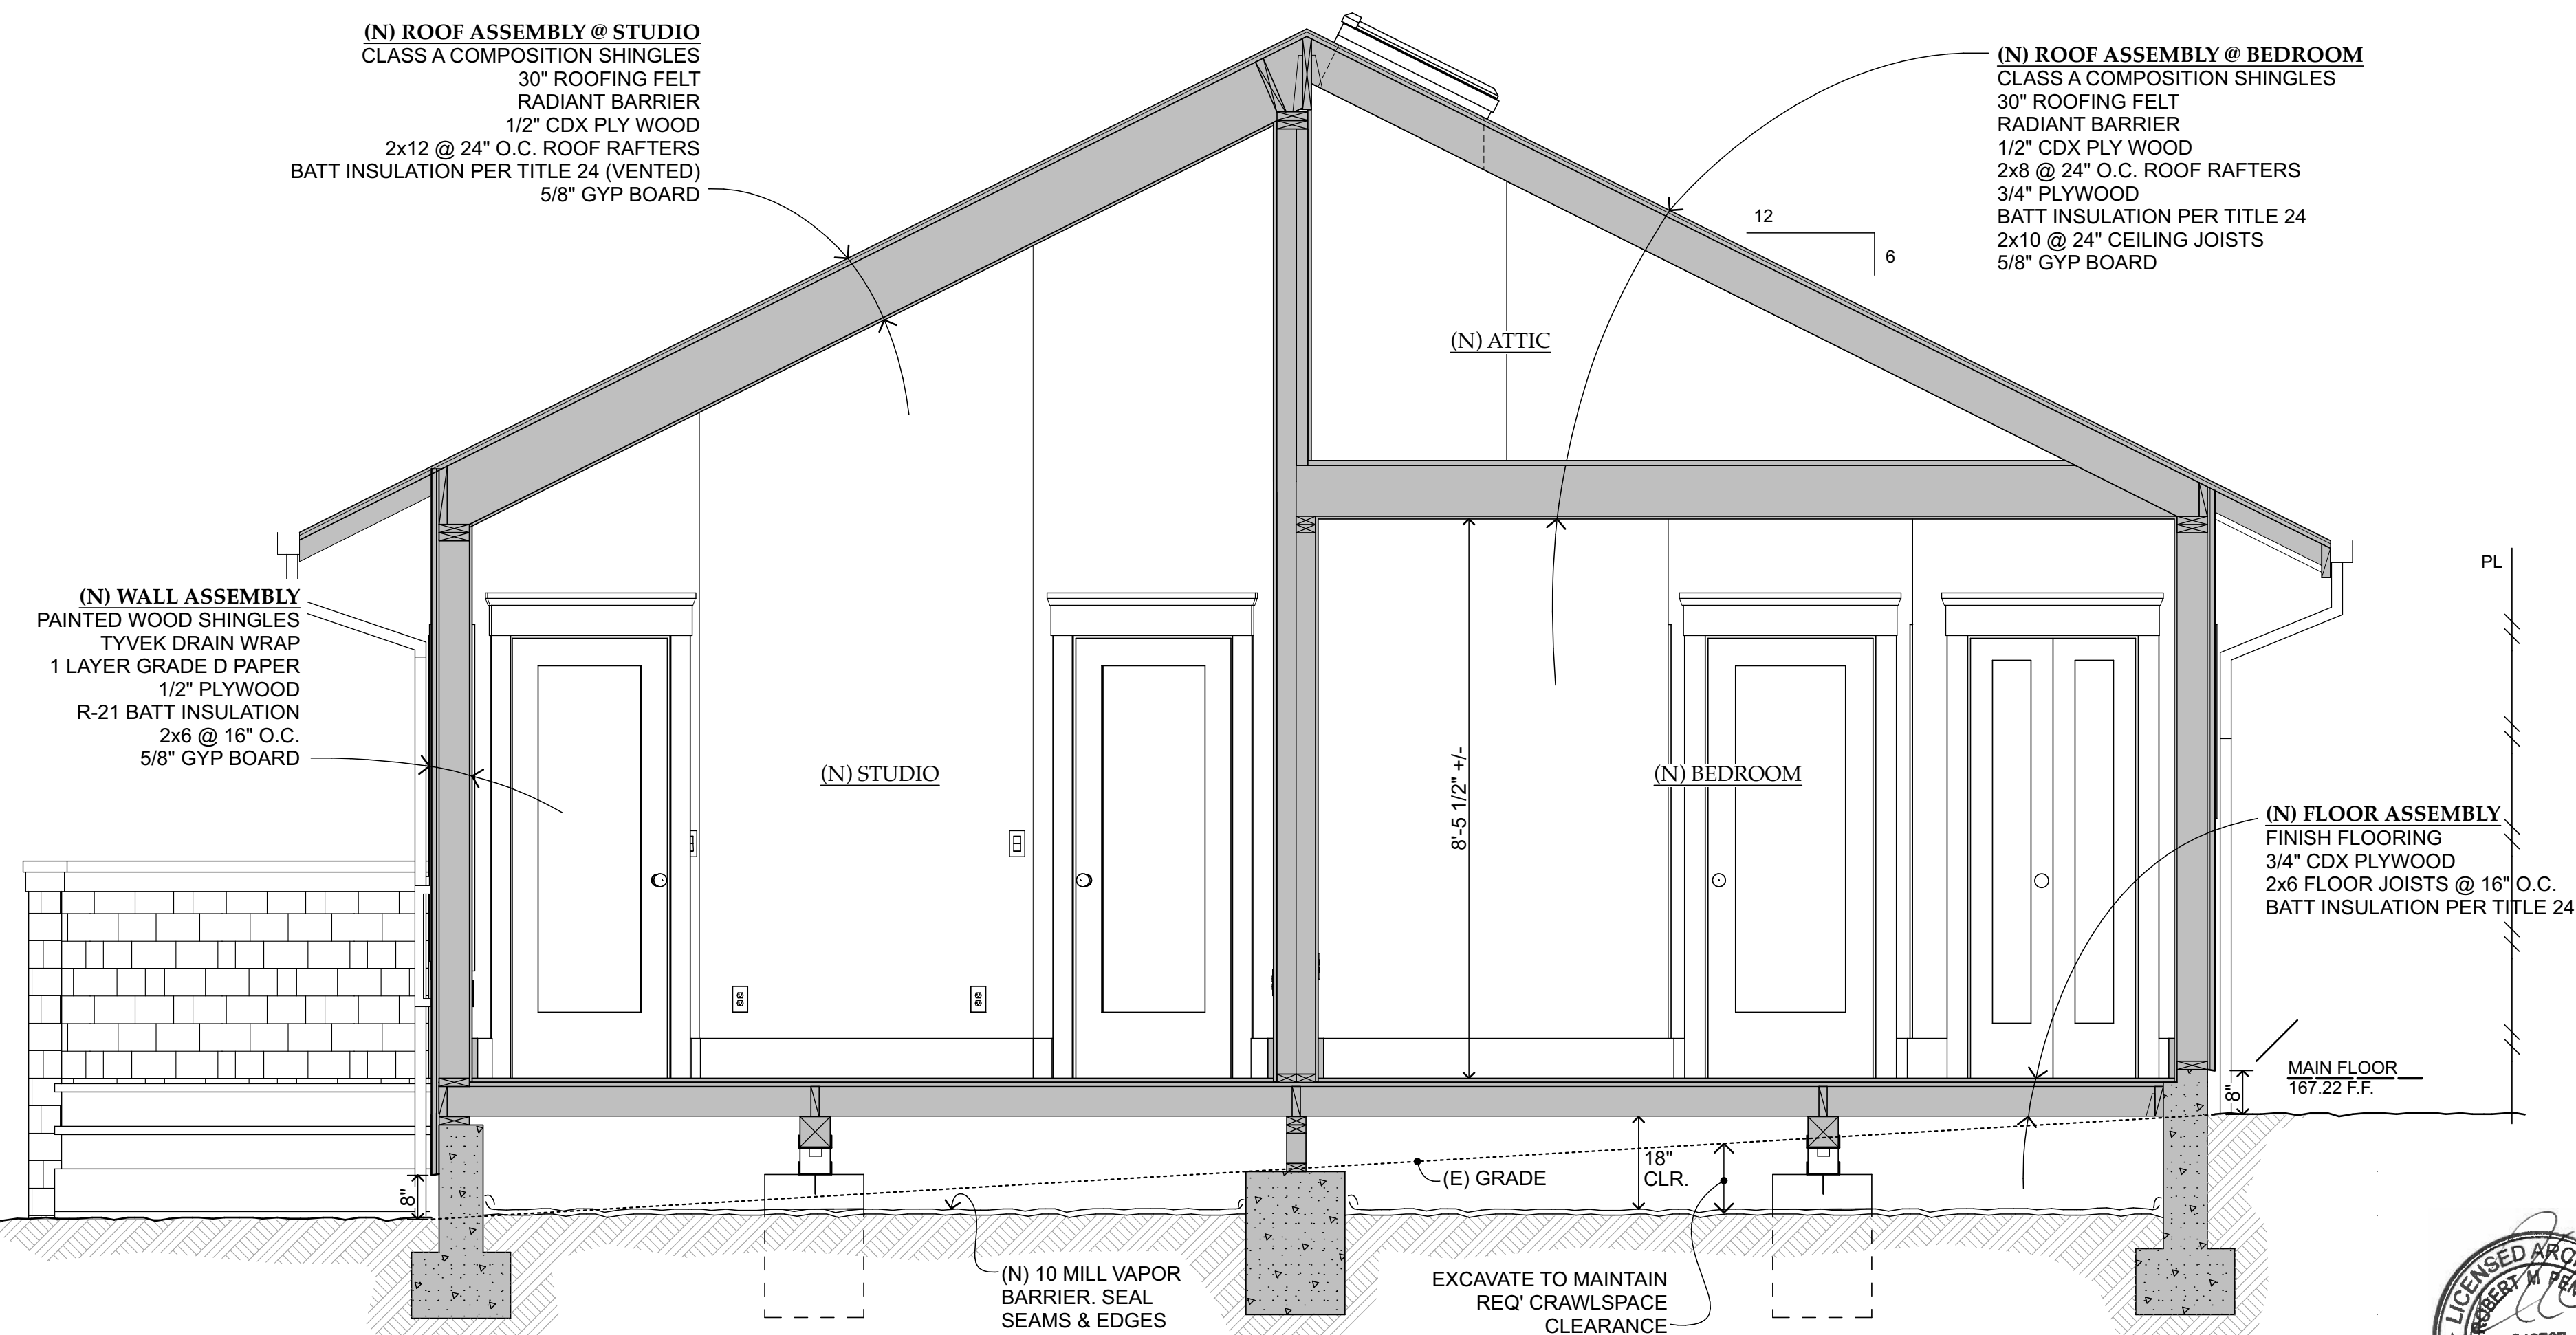 (N) ROOF ASSEMBLY @ STUDIO
CLASS A COMPOSITION SHINGLES
30" ROOFING FELT
RADIANT BARRIER
1/2" CDX PLY WOOD
2x12 @ 24" O.C. ROOF RAFTERS
BATT INSULATION PER TITLE 24 (VENTED)
5/8" GYP BOARD
(N) ROOF ASSEMBLY @ BEDROOM
CLASS A COMPOSITION SHINGLES
30" ROOFING FELT
RADIANT BARRIER
1/2" CDX PLY WOOD
2x8 @ 24" O.C. ROOF RAFTERS
3/4" PLYWOOD
BATT INSULATION PER TITLE 24
2x10 @ 24" CEILING JOISTS
5/8" GYP BOARD
12
6
(N) ATTIC
PL
(N) WALL ASSEMBLY
PAINTED WOOD SHINGLES
TYVEK DRAIN WRAP
1 LAYER GRADE D PAPER
1/2" PLYWOOD
R-21 BATT INSULATION
2x6 @ 16" O.C.
5/8" GYP BOARD
(N) STUDIO
8'-5 1/2" +/-
(N) BEDROOM
(N) FLOOR ASSEMBLY
FINISH FLOORING
3/4" CDX PLYWOOD
2x6 FLOOR JOISTS @ 16" O.C.
BATT INSULATION PER TITLE 24
MAIN FLOOR
167.22 F.F.
8"
8"
18"
CLR.
(E) GRADE
(N) 10 MILL VAPOR
BARRIER. SEAL
SEAMS & EDGES
EXCAVATE TO MAINTAIN
REQ' CRAWLSPACE
CLEARANCE
LICENSED
ROBERT M